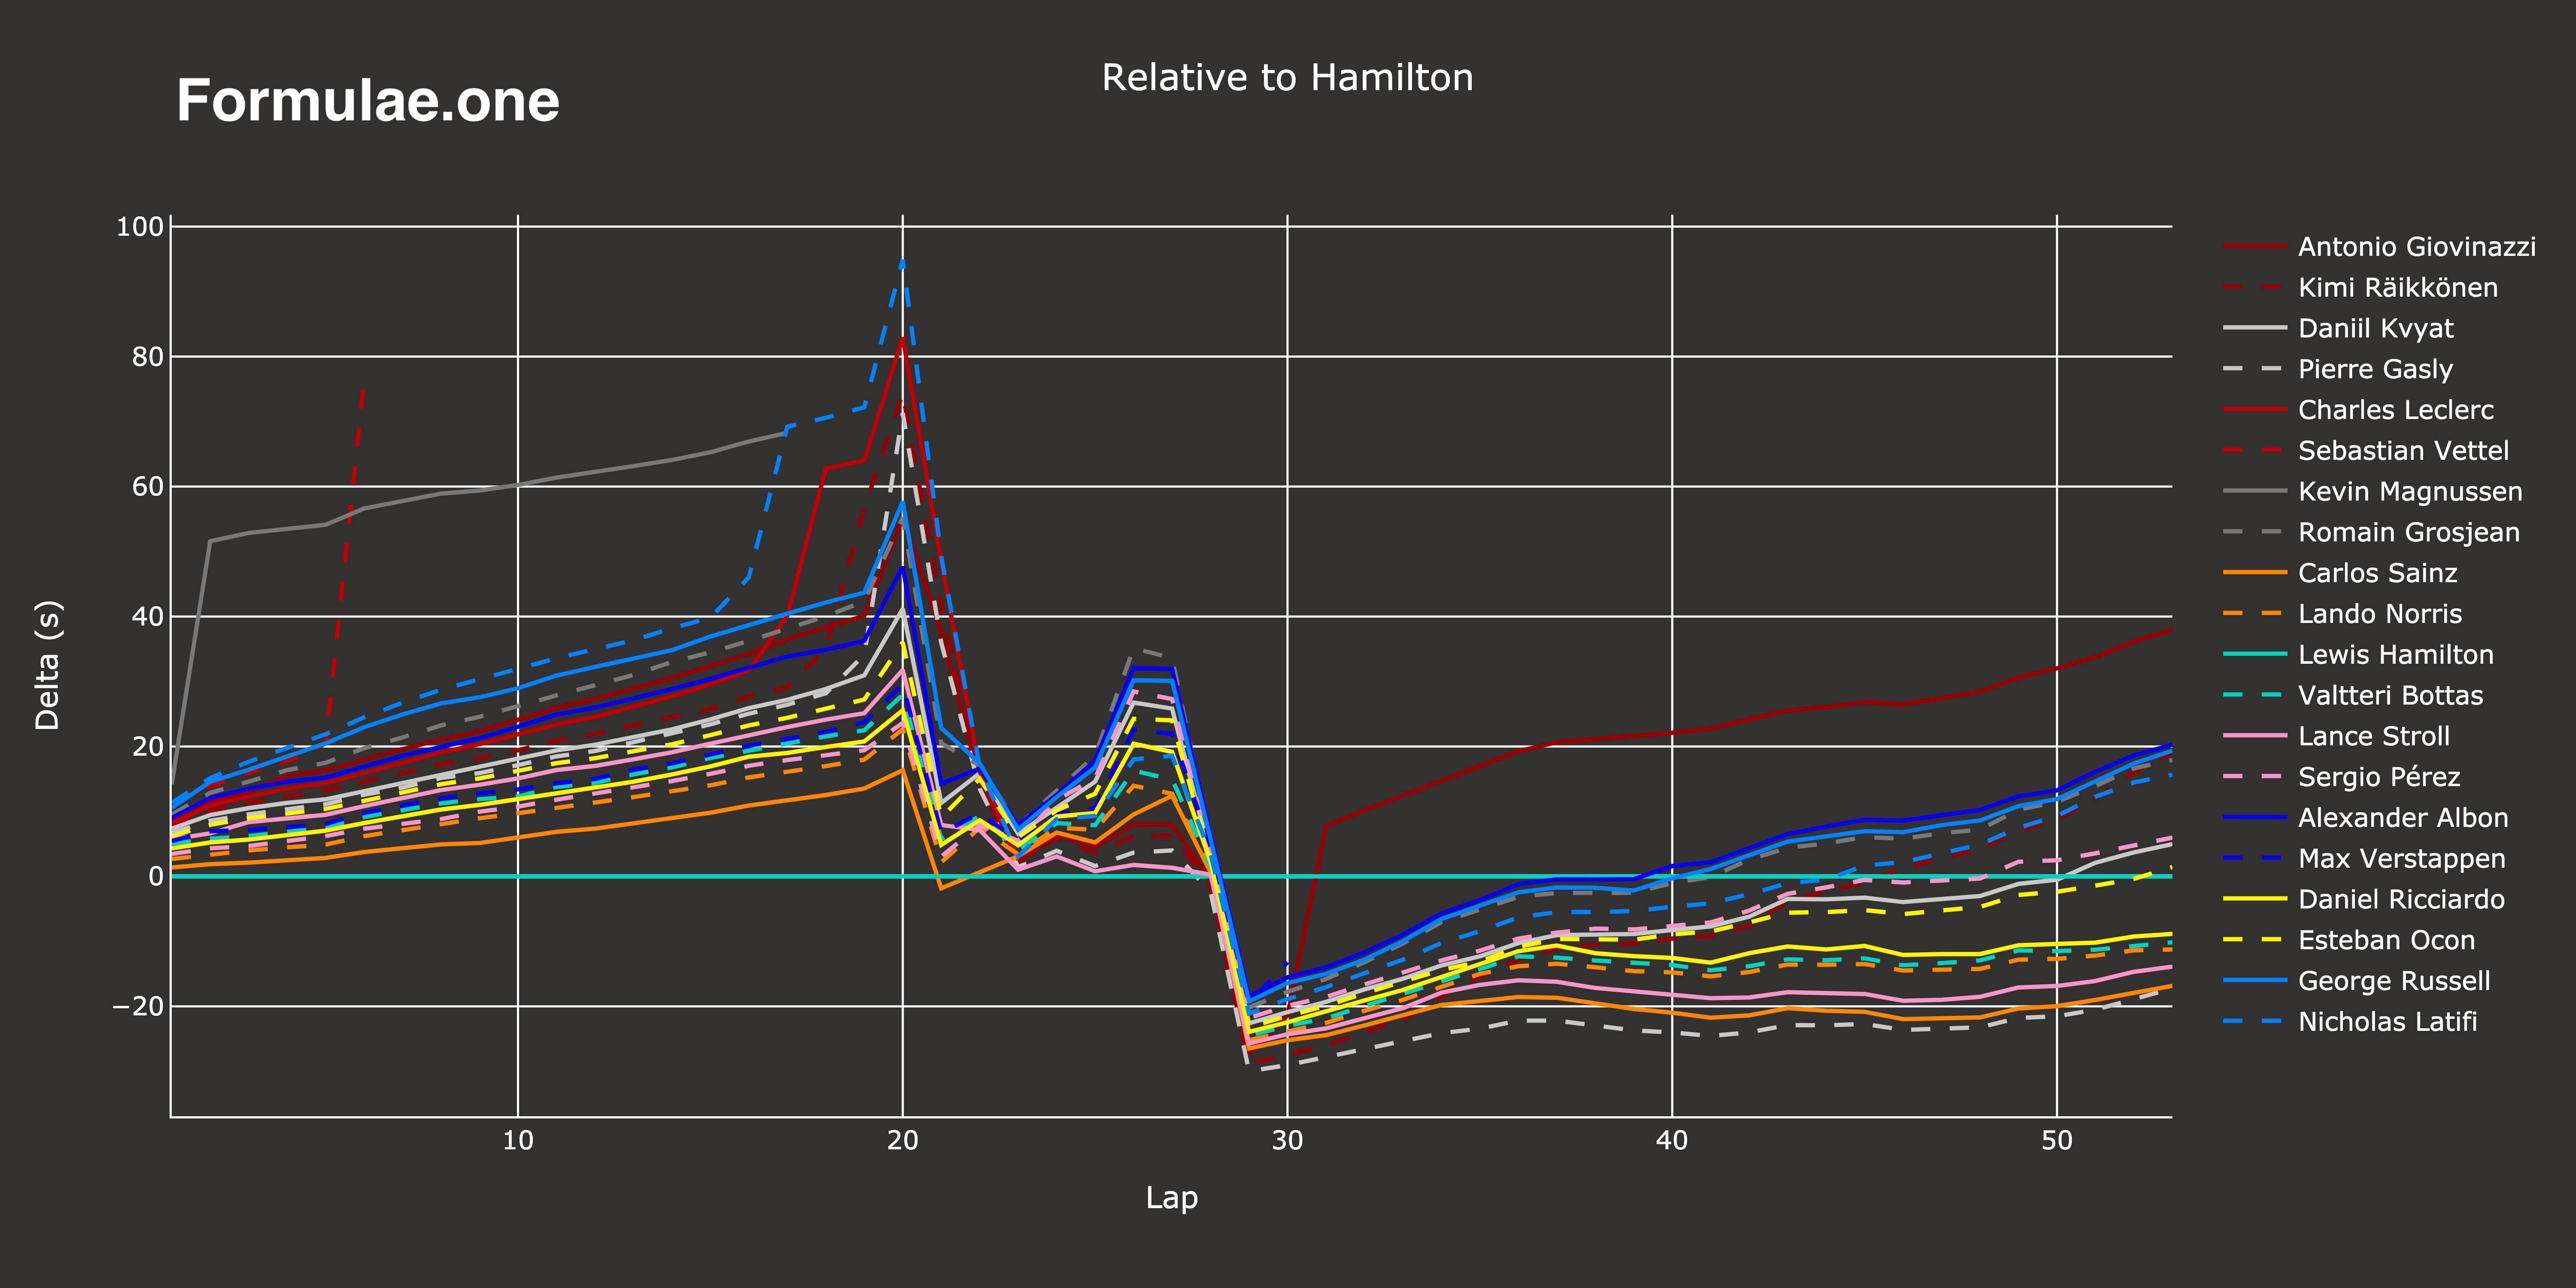 Relative to Hamilton
Formulae.one
100
80
60
40
20
0
−20
Delta (s)
10
20
30
40
50
Lap
Antonio Giovinazzi
Kimi Räikkönen
Daniil Kvyat
Pierre Gasly
Charles Leclerc
Sebastian Vettel
Kevin Magnussen
Romain Grosjean
Carlos Sainz
Lando Norris
Lewis Hamilton
Valtteri Bottas
Lance Stroll
Sergio Pérez
Alexander Albon
Max Verstappen
Daniel Ricciardo
Esteban Ocon
George Russell
Nicholas Latifi